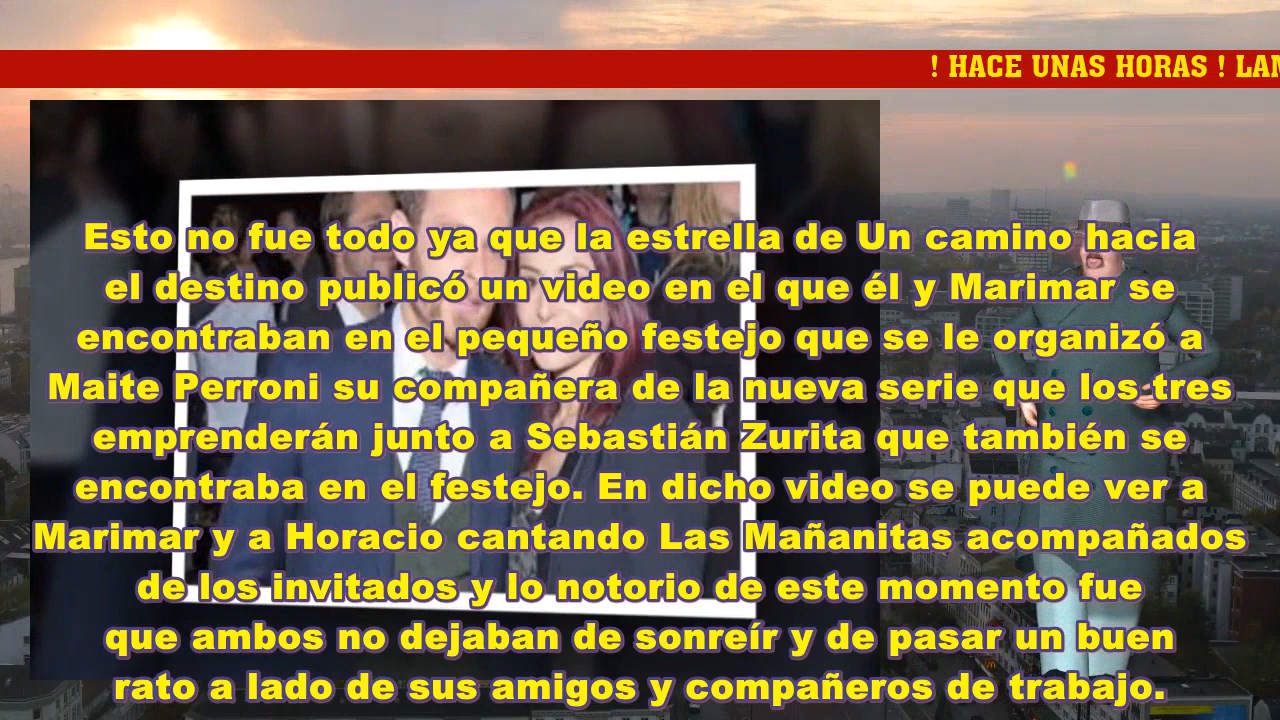 ! HACE UNAS HORAS !
Esto no fue todo ya que la estrella de Un camino hacia
el destino publicó un video en el que él y Marimar se
encontraban en el pequeño festejo que se le organizó a
Maite Perroni su compañera de la nueva serie que los tres
emprenderán junto a Sebastián Zurita que también se
encontraba en el festejo. En dicho video se puede ver a
Marimar y a Horacio cantando Las Mañanitas acompañados
de los invitados y lo notorio de este momento fue
que ambos no dejaban de sonreír y de pasar un buen
rato a lado de sus amigos y compañeros de trabajo.